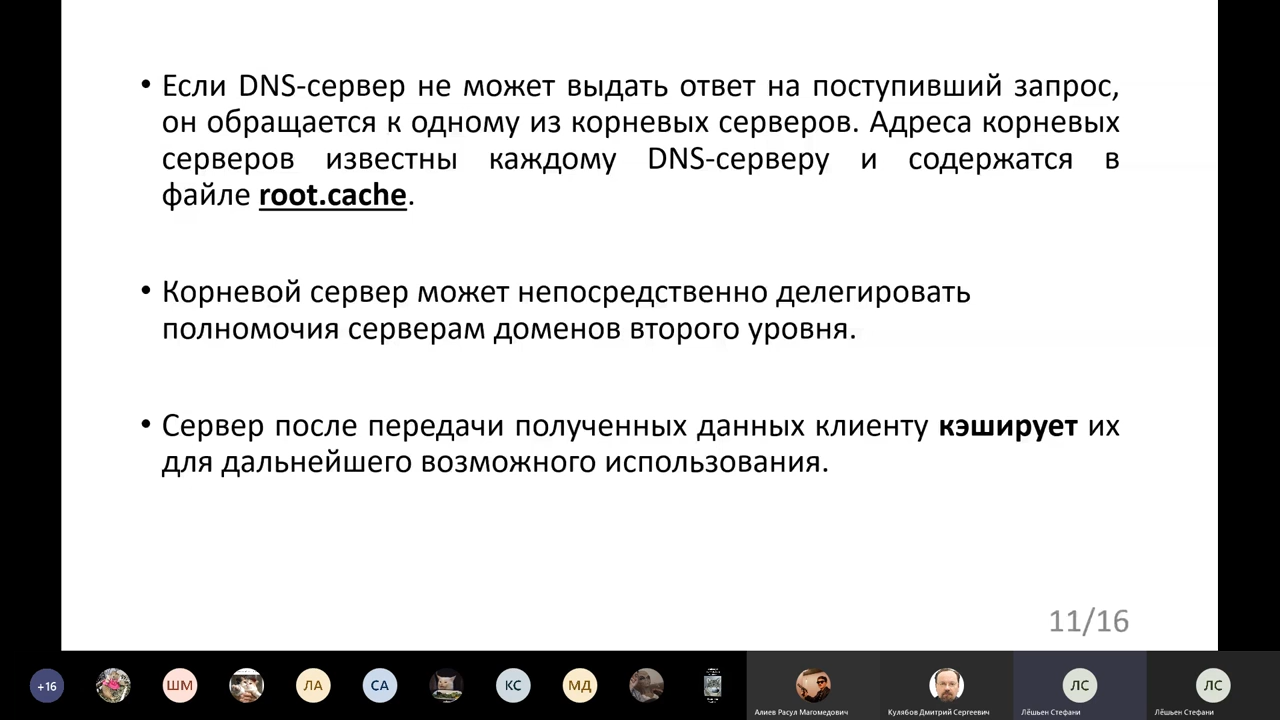 • Если DNS-сервер не может выдать ответ на поступивший запрос,
он обращается к одному из корневых серверов. Адреса корневых
серверов известны каждому DNS-серверу и содержатся в
файле root.cache.
• Корневой сервер может непосредственно делегировать
полномочия серверам доменов второго уровня.
• Сервер после передачи полученных данных клиенту кэширует их
для дальнейшего возможного использования.
11/16
+16
ШМ
ЛА
СА
КС
МД
ЛС
ЛС
Алиев Расул Магомедович
Кулябов Дмитрий Сергеевич
Лёшьен Стефани
Лёшьен Стефани